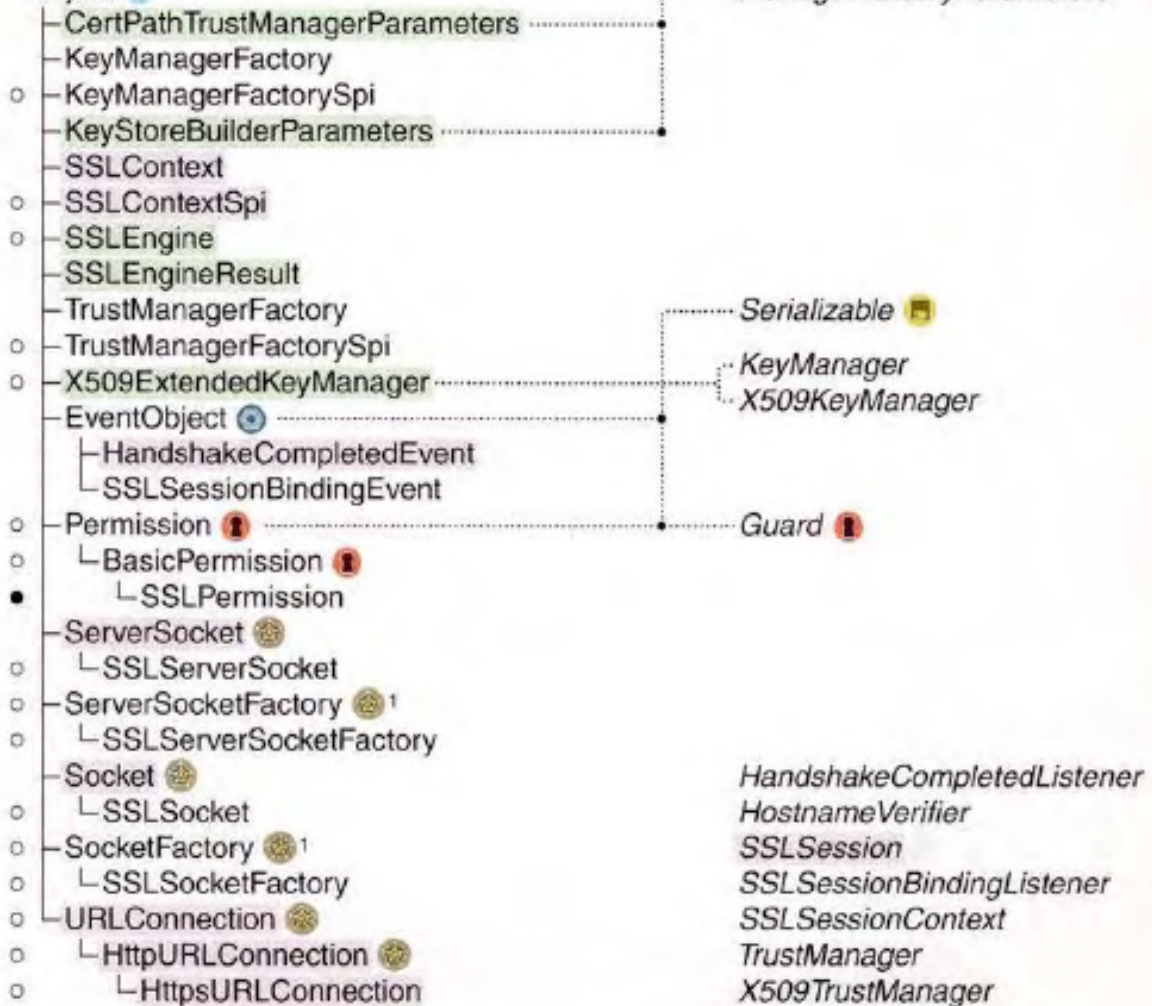 CertPathTrustManagerParameters
KeyManagerFactory
KeyManagerFactorySpi
KeyStoreBuilderParameters
SSLContext
SSLContextSpi
SSLEngine
SSLEngineResult
TrustManagerFactory Serializable
TrustManagerFactorySpi
KeyManager
X509ExtendedKeyManager
X509KeyManager
EventObject
HandshakeCompletedEvent
SSLSessionBindingEvent
Permission Guard
BasicPermission
SSLPermission
ServerSocket
SSLServerSocket
ServerSocketFactory 1
SSLServerSocketFactory
Socket HandshakeCompletedListener
SSLSocket HostnameVerifier
SocketFactory 1 SSLSession
SSLSocketFactory SSLSessionBindingListener
URLConnection SSLSessionContext
HttpURLConnection TrustManager
HttpsURLConnection X509TrustManager